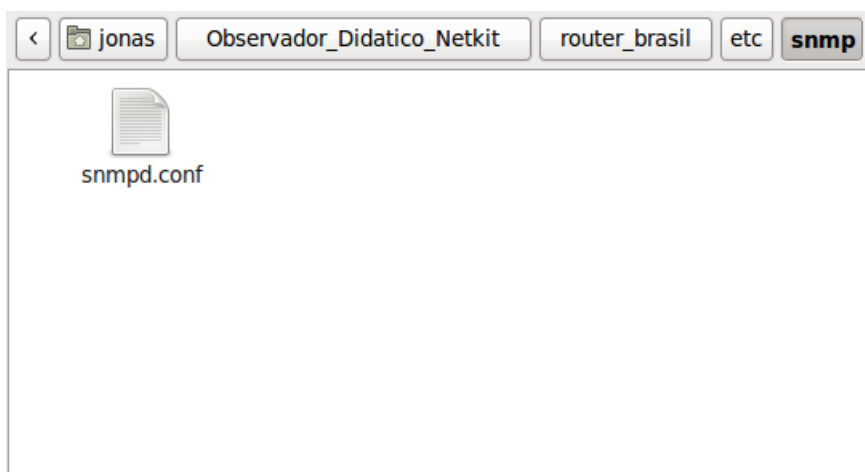 jonas Observador_Didatico_Netkit router_brasil etc snmp
snmpd.conf